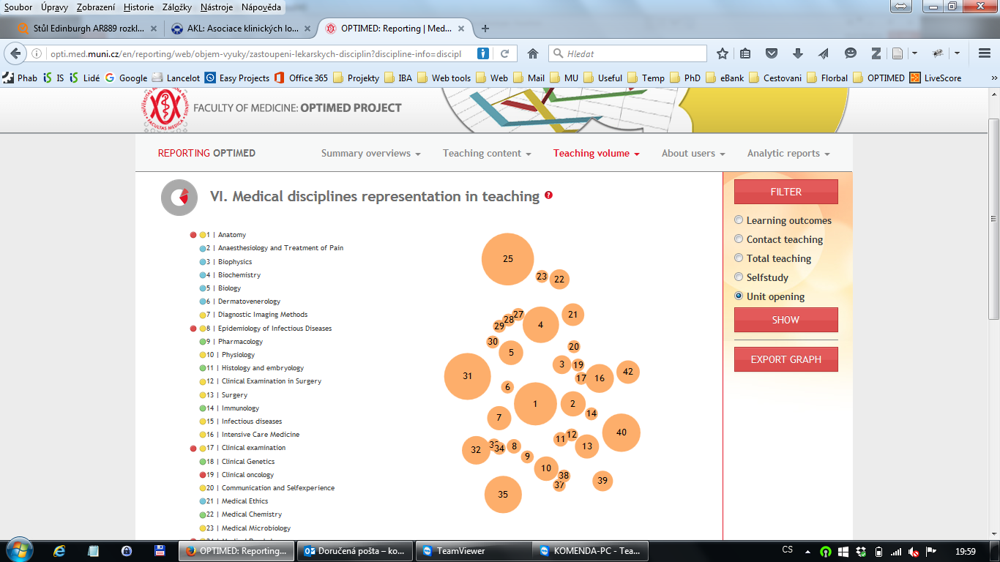 Soubor Úpravy Zobrazení Historie Záložky Nástroje Nápověda
Stůl Edinburgh AR889 rozkl... AKL: Asociace klinických lo... OPTIMED: Reporting | Med...
opti.med.muni.cz/en/reporting/web/objem-vyuky/zastoupeni-lekarskych-disciplin?discipline-info=discipl Hledat
Phab IS Lidé Google Lancelot Easy Projects Office 365 Projekty IBA Web tools Web Mail MU Useful Temp PhD eBank Cestovani Florbal OPTIMED LiveScore
FACULTY OF MEDICINE: OPTIMED PROJECT
REPORTING OPTIMED Summary overviews Teaching content Teaching volume About users Analytic reports
VI. Medical disciplines representation in teaching ?
1 | Anatomy
2 | Anaesthesiology and Treatment of Pain
3 | Biophysics
4 | Biochemistry
5 | Biology
6 | Dermatovenerology
7 | Diagnostic Imaging Methods
8 | Epidemiology of Infectious Diseases
9 | Pharmacology
10 | Physiology
11 | Histology and embryology
12 | Clinical Examination in Surgery
13 | Surgery
14 | Immunology
15 | Infectious diseases
16 | Intensive Care Medicine
17 | Clinical examination
18 | Clinical Genetics
19 | Clinical oncology
20 | Communication and Selfexperience
21 | Medical Ethics
22 | Medical Chemistry
23 | Medical Microbiology
25
23 22
27 21
28
29 4
30 20
5
31 3 19 42
17 16
6
1 2
7 14
40
11 12
32 34 8 13
9
10
38 39
37
35
FILTER
Learning outcomes
Contact teaching
Total teaching
Selfstudy
Unit opening
SHOW
EXPORT GRAPH
OPTIMED: Reporting... Doručená pošta – ko... TeamViewer KOMENDA-PC - Tea... CS 19:59